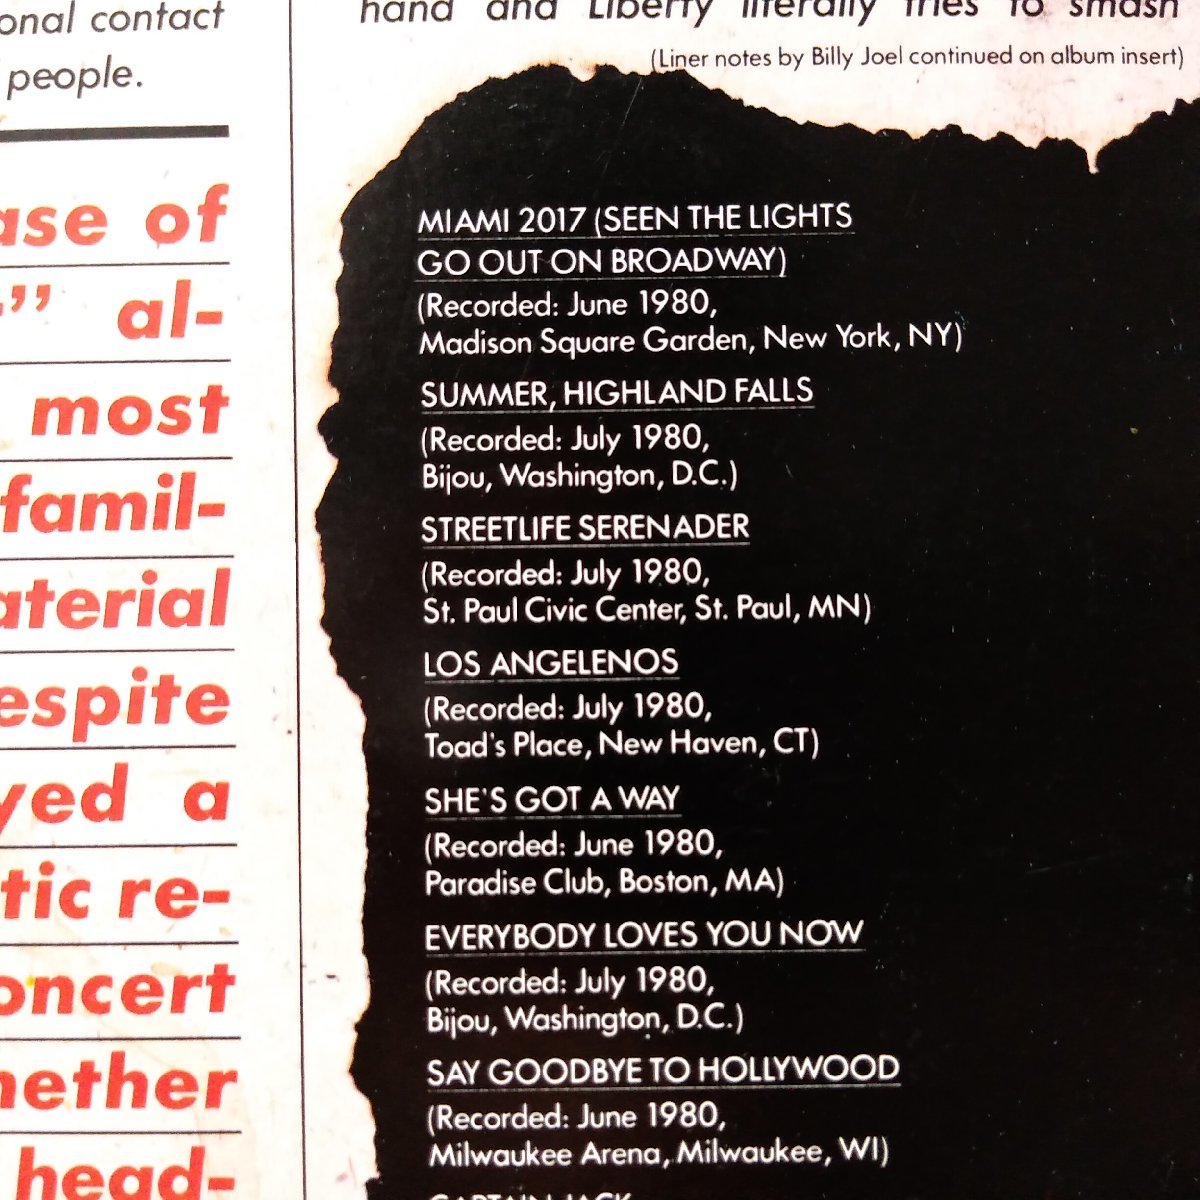 onal contact
people.
ase of
” al-
most
famil-
aterial
espite
yed a
tic re-
oncert
hether
head-
hand and Liberty literally tries to smash
(Liner notes by Billy Joel continued on album insert)
MIAMI 2017 (SEEN THE LIGHTS
GO OUT ON BROADWAY)
(Recorded: June 1980,
Madison Square Garden, New York, NY)
SUMMER, HIGHLAND FALLS
(Recorded: July 1980,
Bijou, Washington, D.C.)
STREETLIFE SERENADER
(Recorded: July 1980,
St. Paul Civic Center, St. Paul, MN)
LOS ANGELENOS
(Recorded: July 1980,
Toad's Place, New Haven, CT)
SHE'S GOT A WAY
(Recorded: June 1980,
Paradise Club, Boston, MA)
EVERYBODY LOVES YOU NOW
(Recorded: July 1980,
Bijou, Washington, D.C.)
SAY GOODBYE TO HOLLYWOOD
(Recorded: June 1980,
Milwaukee Arena, Milwaukee, WI)
CAPTAIN JACK